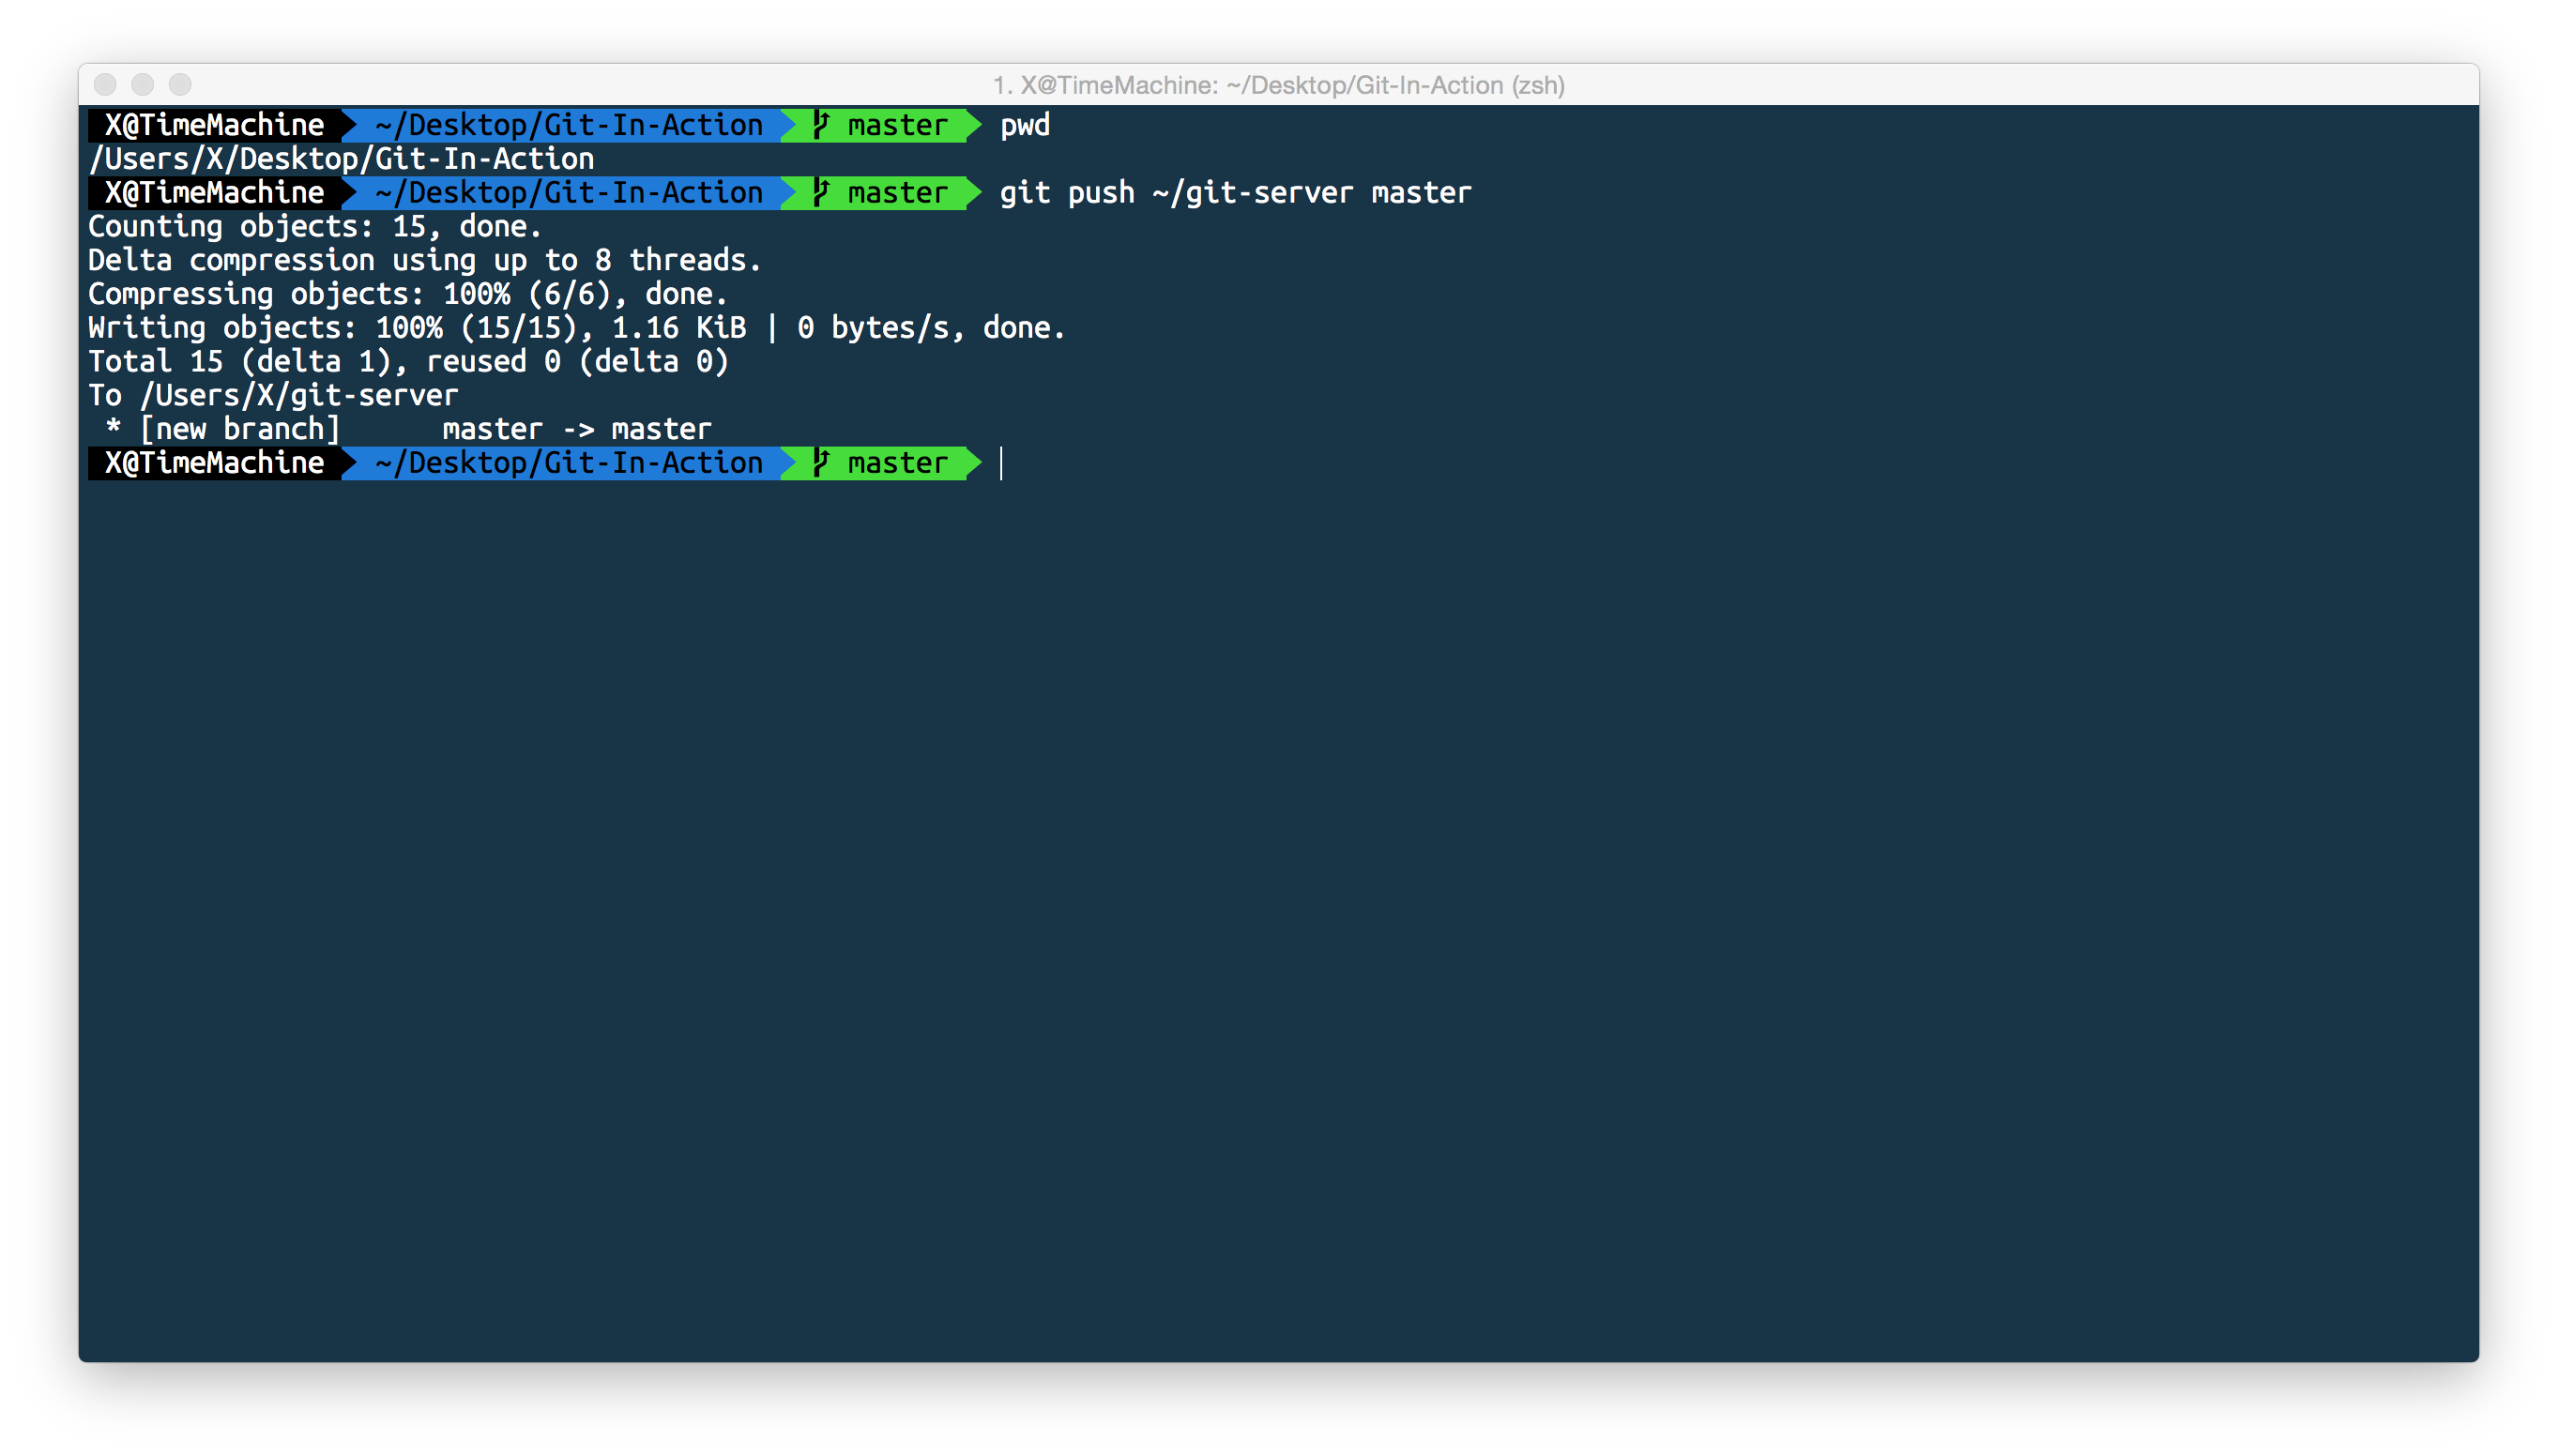 1. X@TimeMachine: ~/Desktop/Git-In-Action (zsh)
X@TimeMachine ~/Desktop/Git-In-Action master pwd
/Users/X/Desktop/Git-In-Action
X@TimeMachine ~/Desktop/Git-In-Action master git push ~/git-server master
Counting objects: 15, done.
Delta compression using up to 8 threads.
Compressing objects: 100% (6/6), done.
Writing objects: 100% (15/15), 1.16 KiB | 0 bytes/s, done.
Total 15 (delta 1), reused 0 (delta 0)
To /Users/X/git-server
 * [new branch]      master -> master
X@TimeMachine ~/Desktop/Git-In-Action master